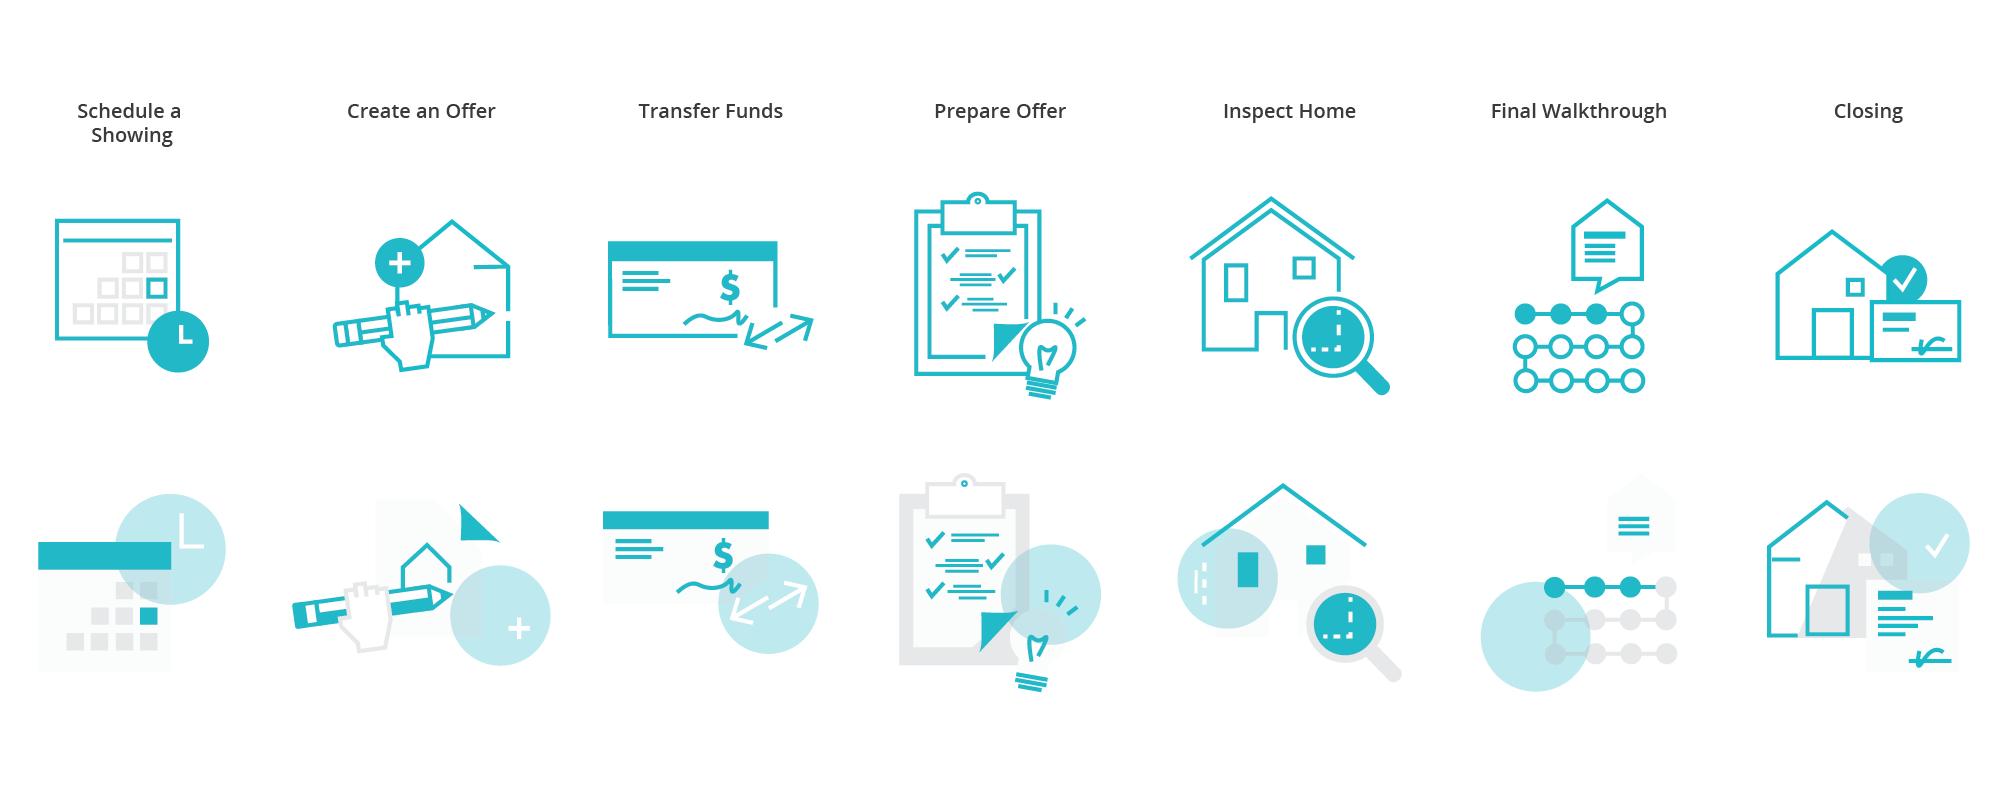 Schedule a
Showing
Create an Offer
Transfer Funds
Prepare Offer
Inspect Home
Final Walkthrough
Closing
$
$